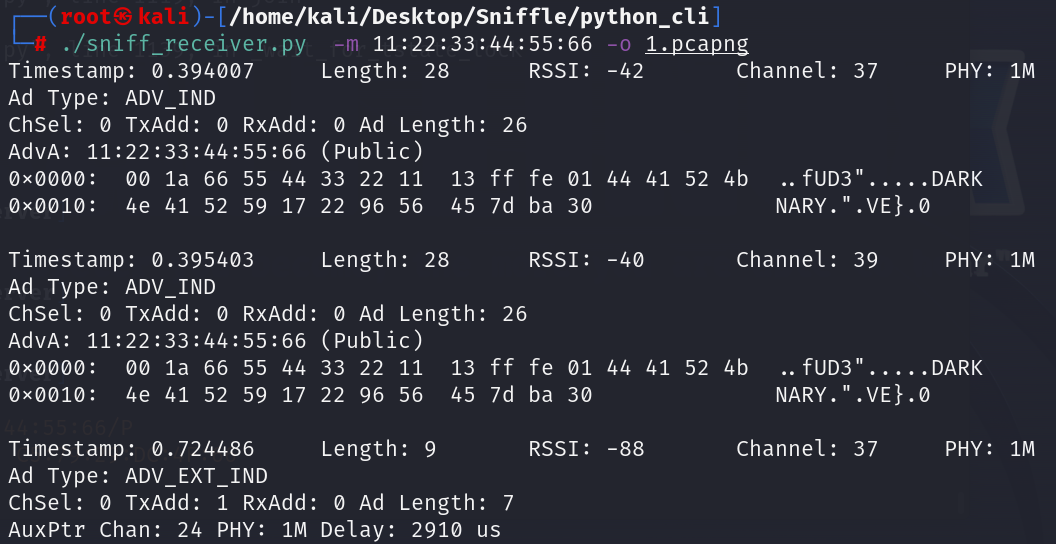 ┌──(root㉿kali)-[/home/kali/Desktop/Sniffle/python_cli]
└─# ./sniff_receiver.py -m 11:22:33:44:55:66 -o 1.pcapng
Timestamp: 0.394007 Length: 28 RSSI: -42 Channel: 37 PHY: 1M
Ad Type: ADV_IND
ChSel: 0 TxAdd: 0 RxAdd: 0 Ad Length: 26
AdvA: 11:22:33:44:55:66 (Public)
0×0000: 00 1a 66 55 44 33 22 11 13 ff fe 01 44 41 52 4b ..fUD3".....DARK
0×0010: 4e 41 52 59 17 22 96 56 45 7d ba 30 NARY.".VE}.0
Timestamp: 0.395403 Length: 28 RSSI: -40 Channel: 39 PHY: 1M
Ad Type: ADV_IND
ChSel: 0 TxAdd: 0 RxAdd: 0 Ad Length: 26
AdvA: 11:22:33:44:55:66 (Public)
0×0000: 00 1a 66 55 44 33 22 11 13 ff fe 01 44 41 52 4b ..fUD3".....DARK
0×0010: 4e 41 52 59 17 22 96 56 45 7d ba 30 NARY.".VE}.0
Timestamp: 0.724486 Length: 9 RSSI: -88 Channel: 37 PHY: 1M
Ad Type: ADV_EXT_IND
ChSel: 0 TxAdd: 1 RxAdd: 0 Ad Length: 7
AuxPtr Chan: 24 PHY: 1M Delay: 2910 us